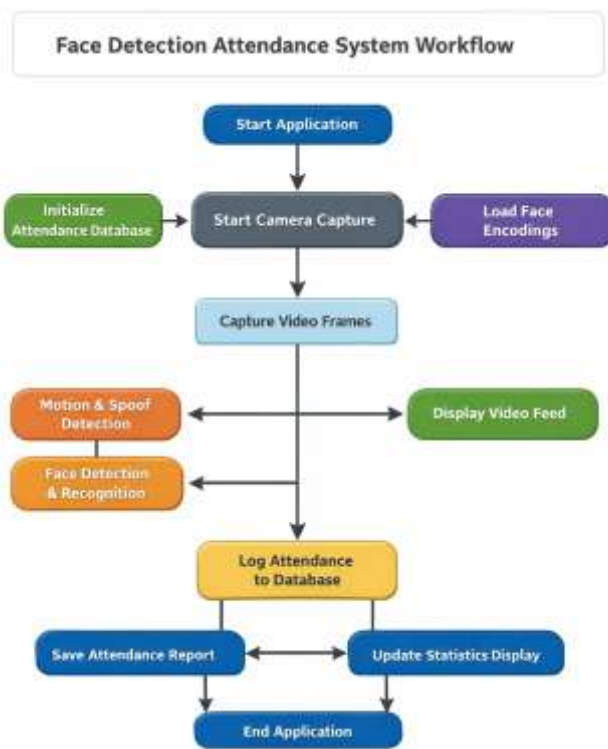 Face Detection Attendance System Workflow
Start Application
Initialize
Attendance Database
Start Camera Capture
Load Face
Encodings
Capture Video Frames
Motion & Spoof
Detection
Display Video Feed
Face Detection
& Recognition
Log Attendance
to Database
Save Attendance Report
Update Statistics Display
End Application